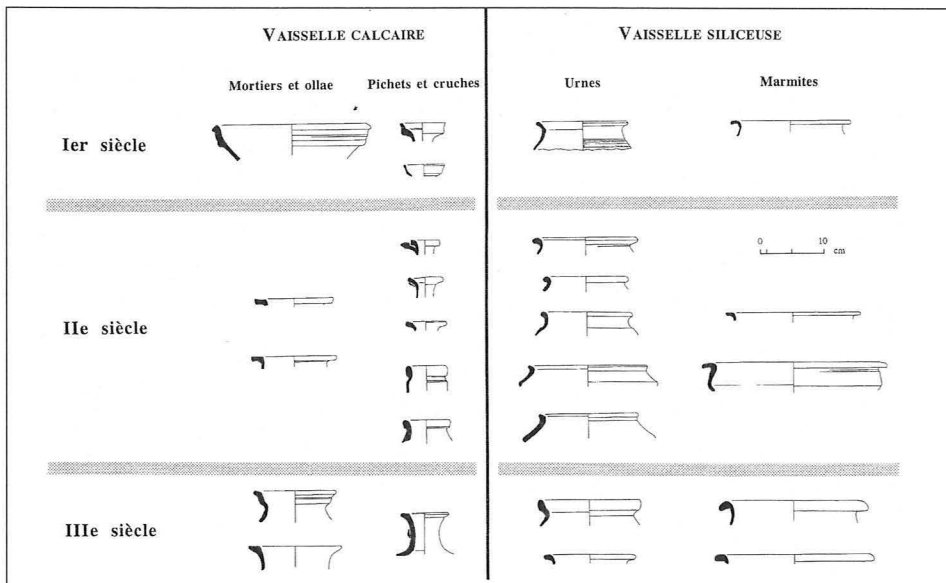 VAISSELLE CALCAIRE
VAISSELLE SILICEUSE
Mortiers et ollae
Pichets et cruches
Urnes
Marmites
Ier siècle
0 10
cm
IIe siècle
IIIe siècle